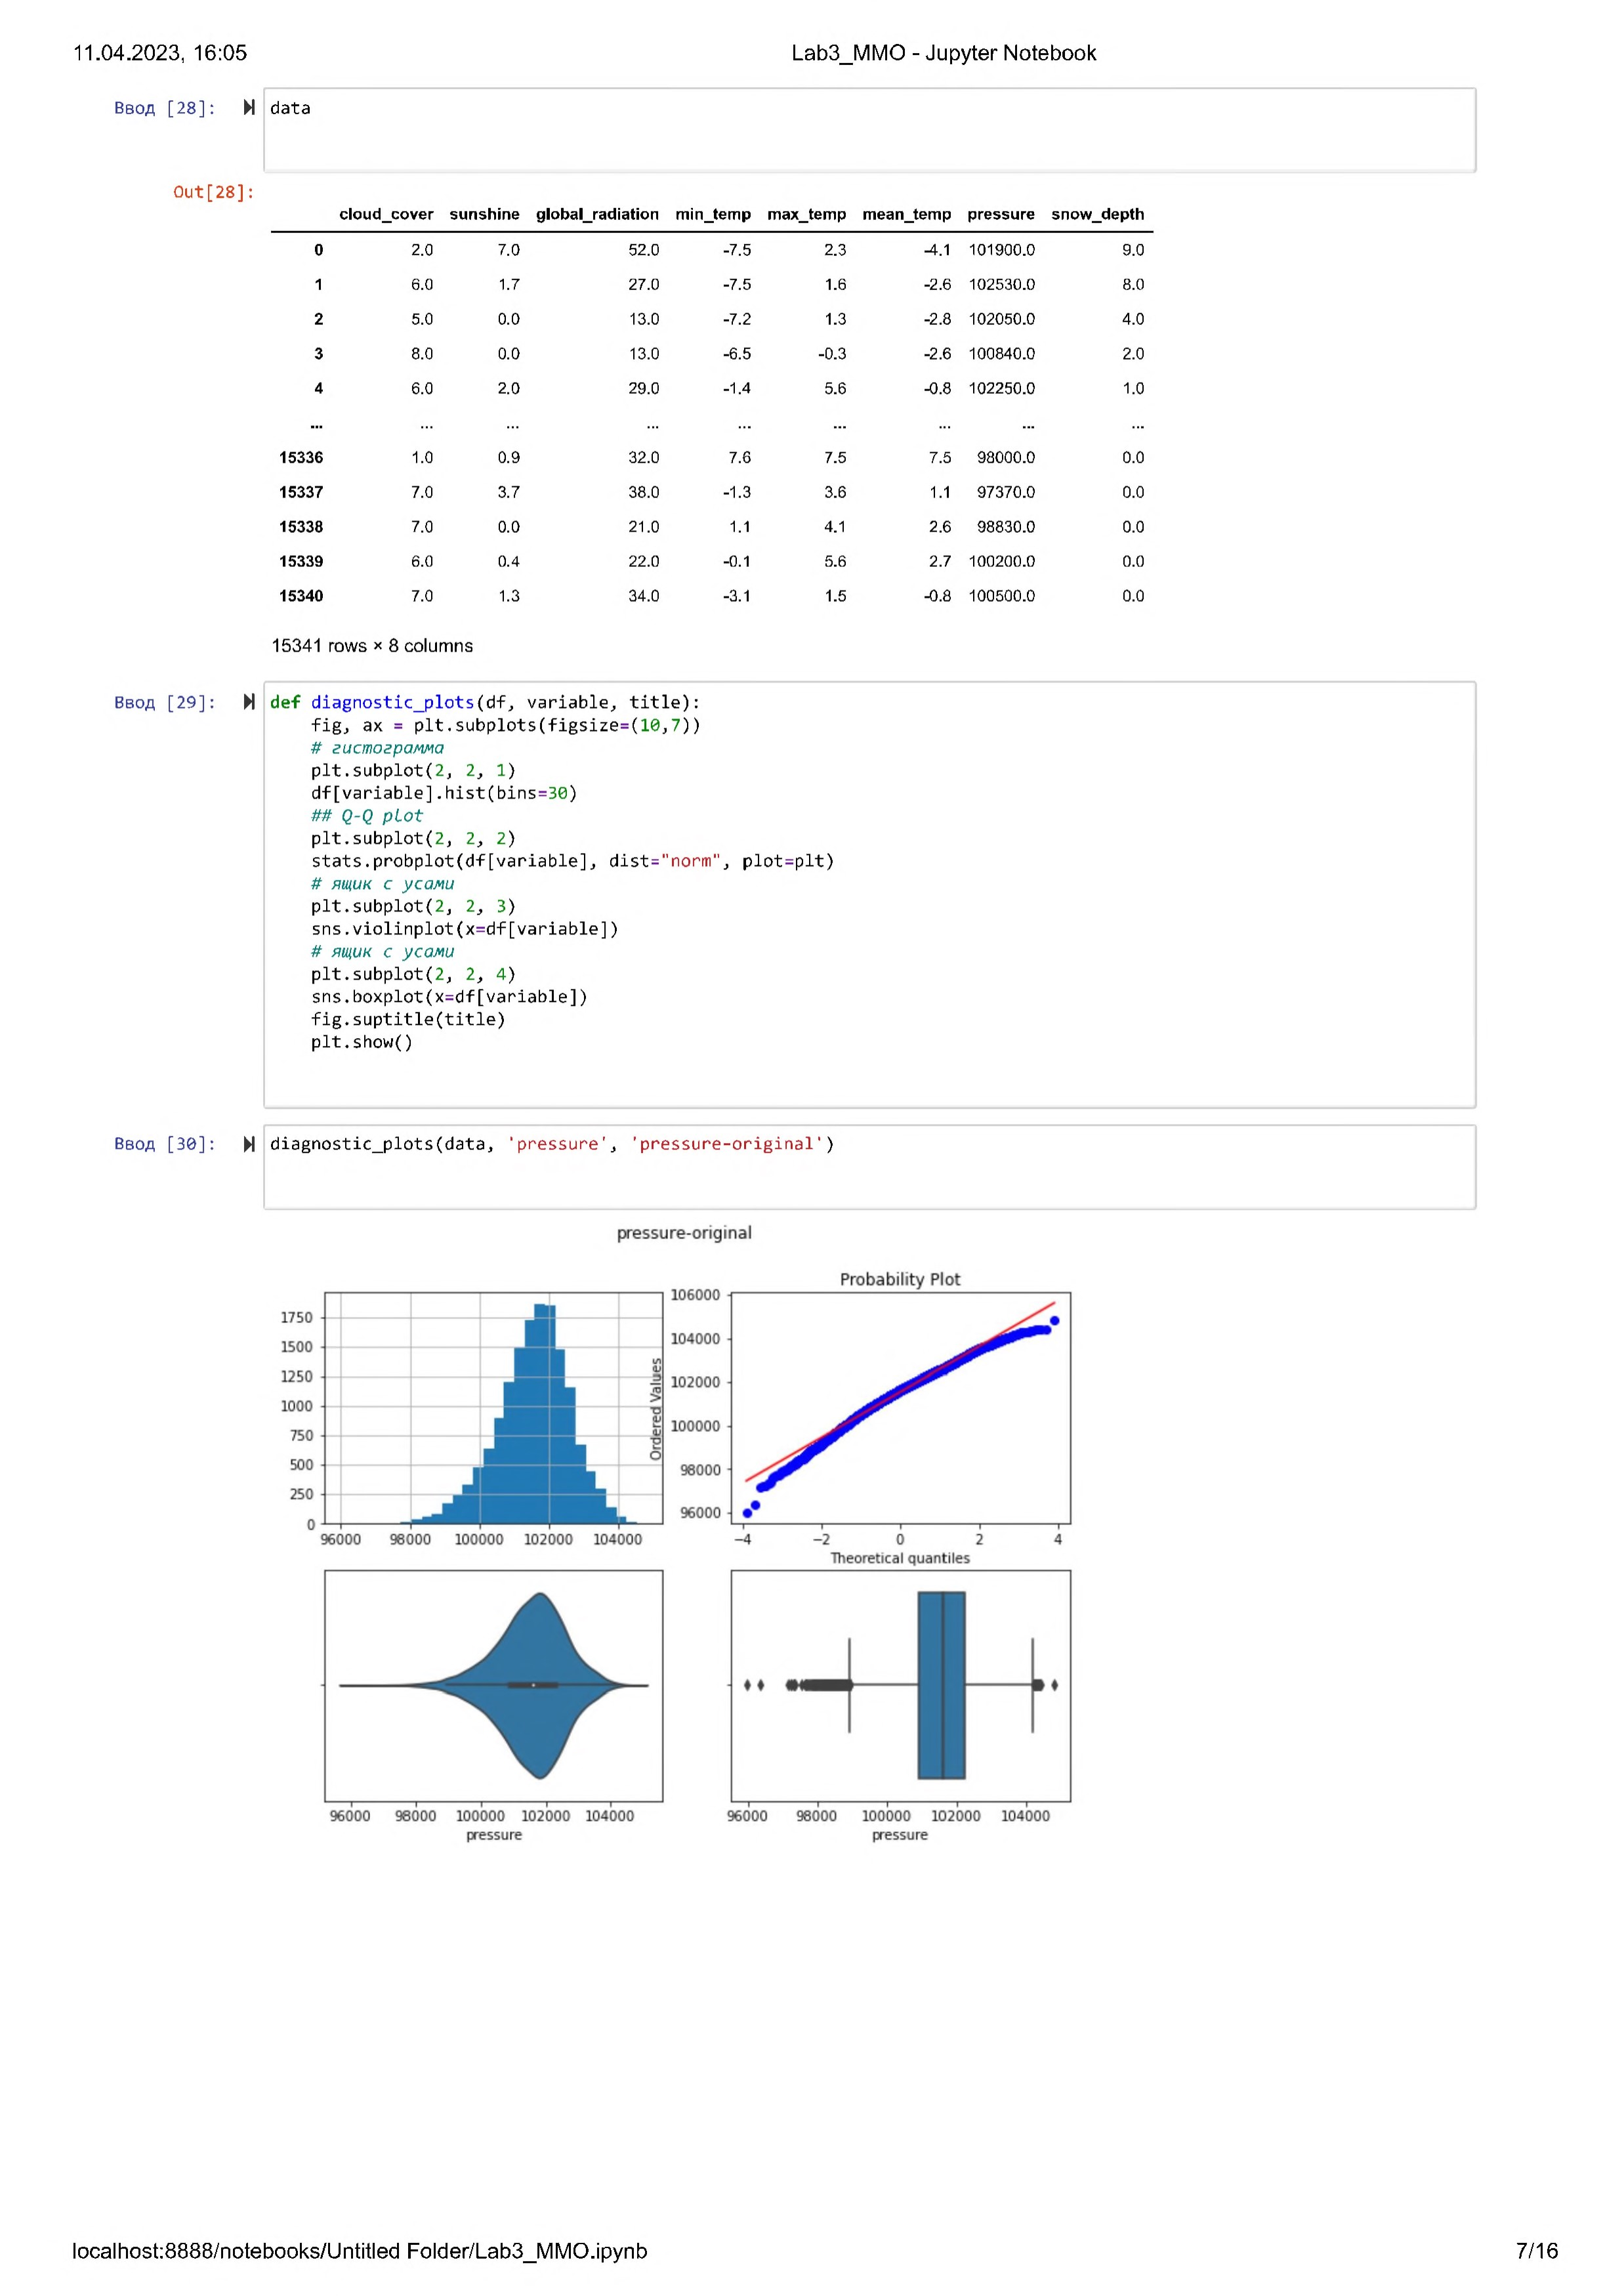 11.04.2023, 16:05 Lab3_MMO - Jupyter Notebook
Ввод [28]: data
Out[28]:
cloud_cover sunshine global_radiation min_temp max_temp mean_temp pressure snow_depth
0 2.0 7.0 52.0 -7.5 2.3 -4.1 101900.0 9.0
1 6.0 1.7 27.0 -7.5 1.6 -2.6 102530.0 8.0
2 5.0 0.0 13.0 -7.2 1.3 -2.8 102050.0 4.0
3 8.0 0.0 13.0 -6.5 -0.3 -2.6 100840.0 2.0
4 6.0 2.0 29.0 -1.4 5.6 -0.8 102250.0 1.0
... ... ... ... ... ... ... ... ...
15336 1.0 0.9 32.0 7.6 7.5 7.5 98000.0 0.0
15337 7.0 3.7 38.0 -1.3 3.6 1.1 97370.0 0.0
15338 7.0 0.0 21.0 1.1 4.1 2.6 98830.0 0.0
15339 6.0 0.4 22.0 -0.1 5.6 2.7 100200.0 0.0
15340 7.0 1.3 34.0 -3.1 1.5 -0.8 100500.0 0.0
15341 rows × 8 columns
Ввод [29]: def diagnostic_plots(df, variable, title):
    fig, ax = plt.subplots(figsize=(10,7))
    # гистограмма
    plt.subplot(2, 2, 1)
    df[variable].hist(bins=30)
    ## Q-Q plot
    plt.subplot(2, 2, 2)
    stats.probplot(df[variable], dist="norm", plot=plt)
    # ящик с усами
    plt.subplot(2, 2, 3)
    sns.violinplot(x=df[variable])
    # ящик с усами
    plt.subplot(2, 2, 4)
    sns.boxplot(x=df[variable])
    fig.suptitle(title)
    plt.show()
Ввод [30]: diagnostic_plots(data, 'pressure', 'pressure-original')
pressure-original
1750
1500
1250
1000
750
500
250
0
96000 98000 100000 102000 104000
Probability Plot
Ordered Values
106000
104000
102000
100000
98000
96000
−4 −2 0 2 4
Theoretical quantiles
96000 98000 100000 102000 104000
pressure
96000 98000 100000 102000 104000
pressure
localhost:8888/notebooks/Untitled Folder/Lab3_MMO.ipynb 7/16